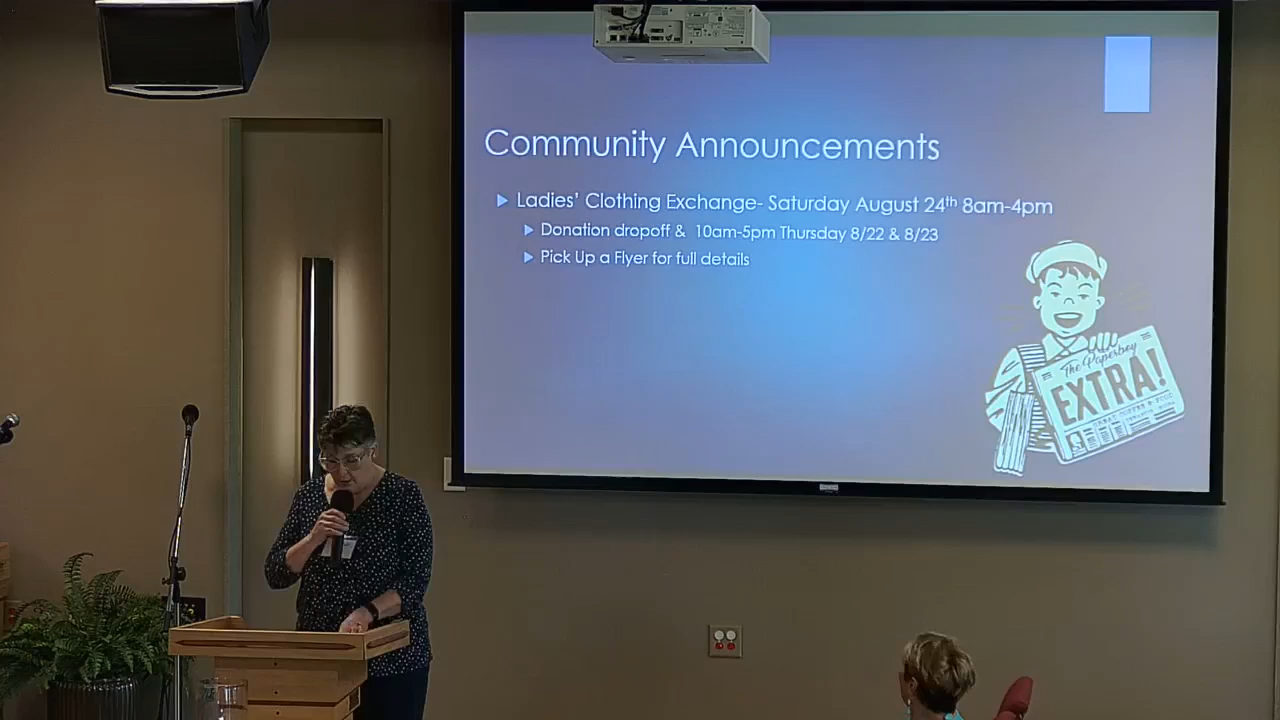 Community Announcements
Ladies' Clothing Exchange- Saturday August 24th 8am-4pm
Donation dropoff &  10am-5pm Thursday 8/22 & 8/23
Pick Up a Flyer for full details
The Paperboy
EXTRA!